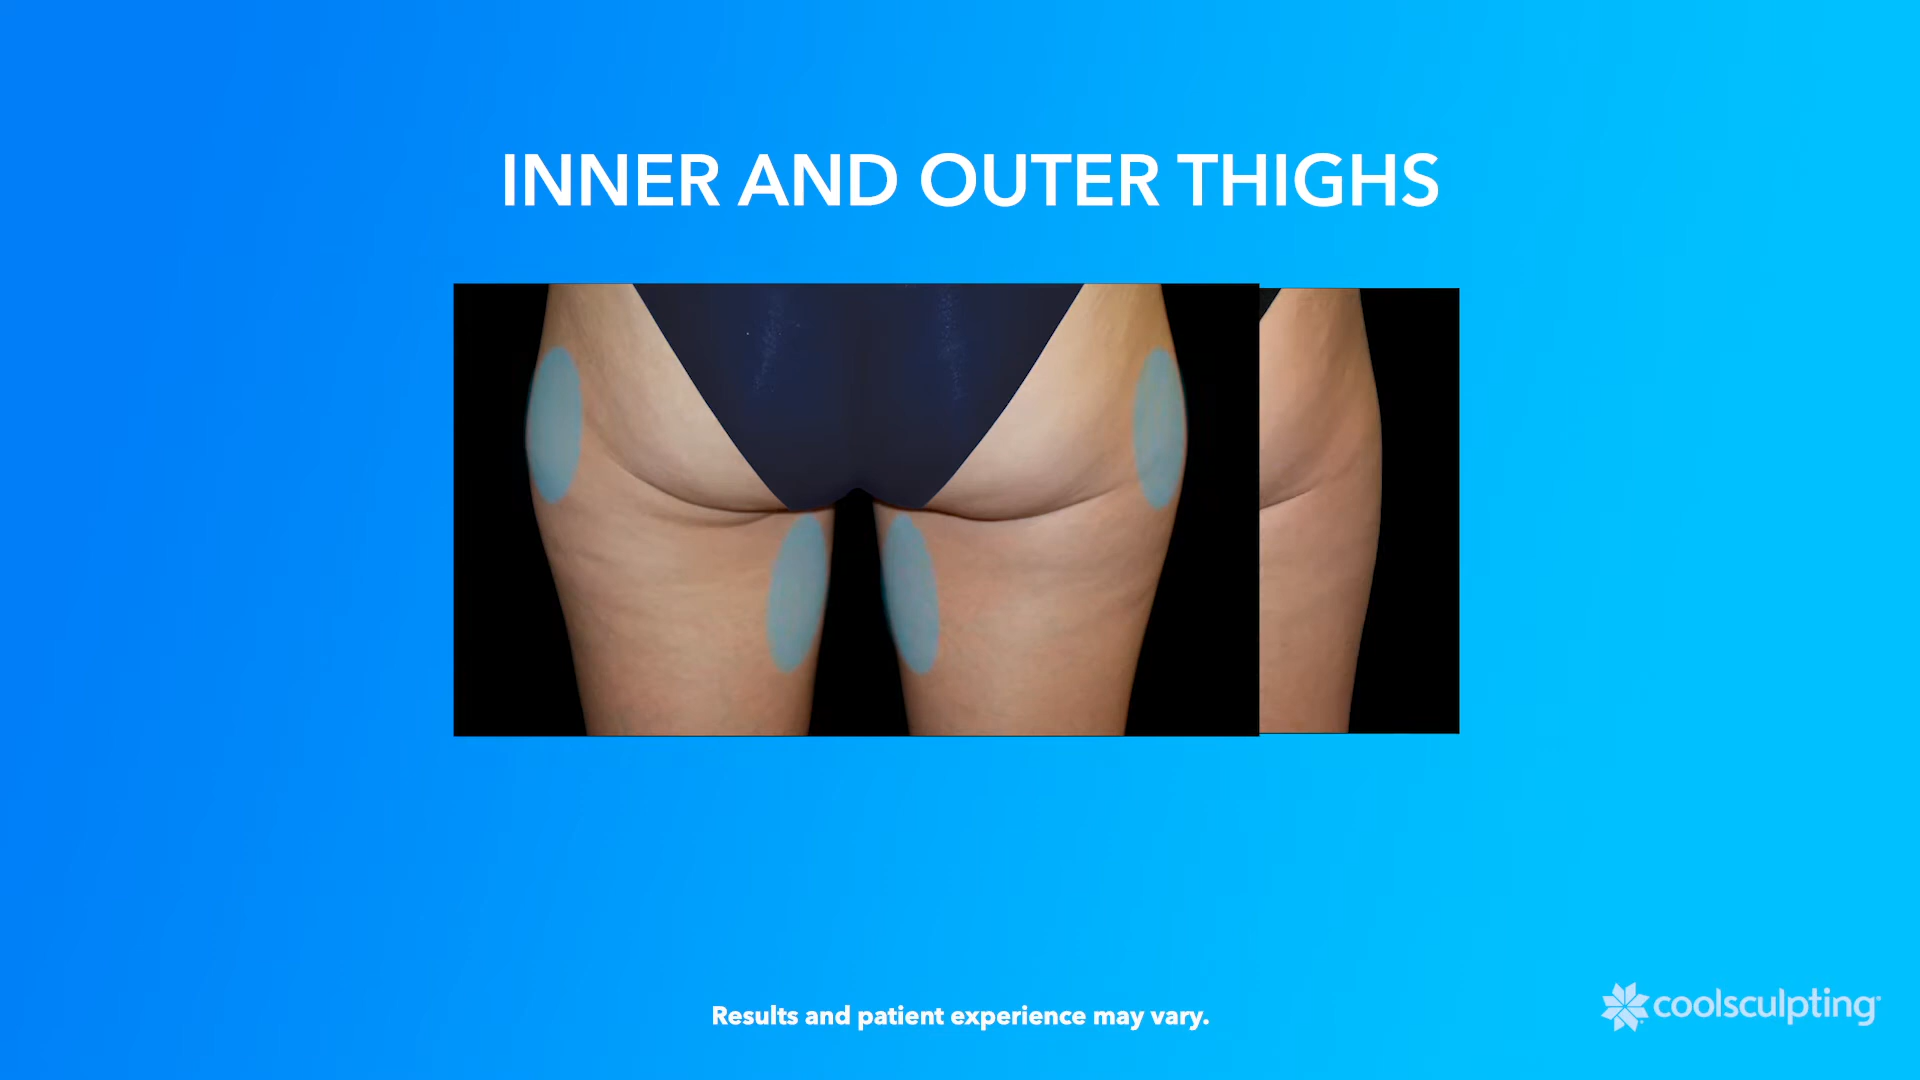 INNER AND OUTER THIGHS
Results and patient experience may vary.
coolsculpting